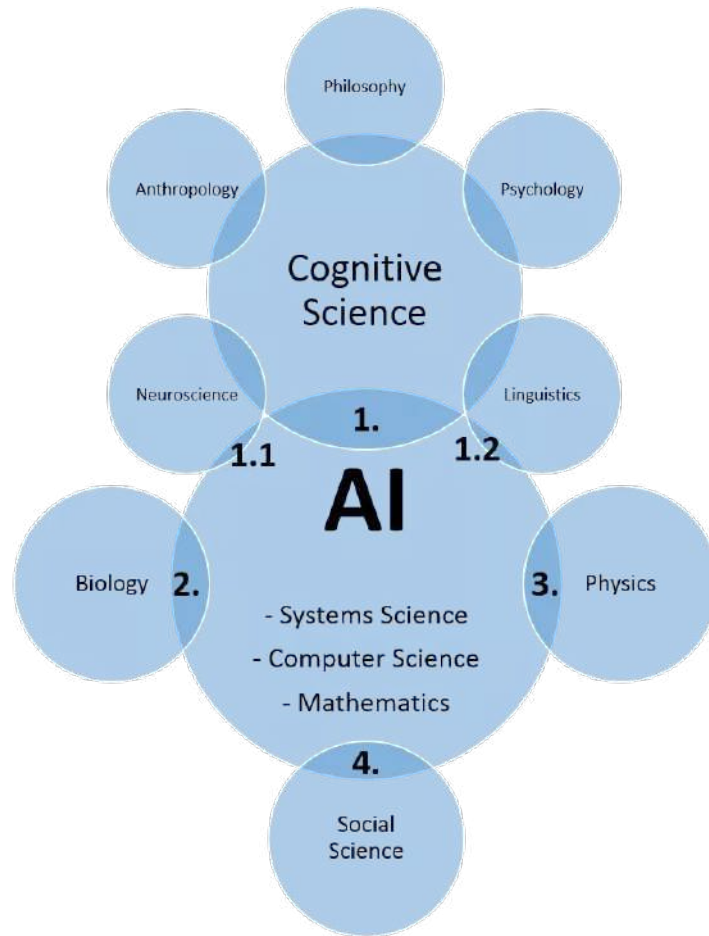 Philosophy
Anthropology
Psychology
Cognitive
Science
Neuroscience
Linguistics
1.
1.1
1.2
AI
Biology
2.
3.
Physics
- Systems Science
- Computer Science
- Mathematics
4.
Social
Science